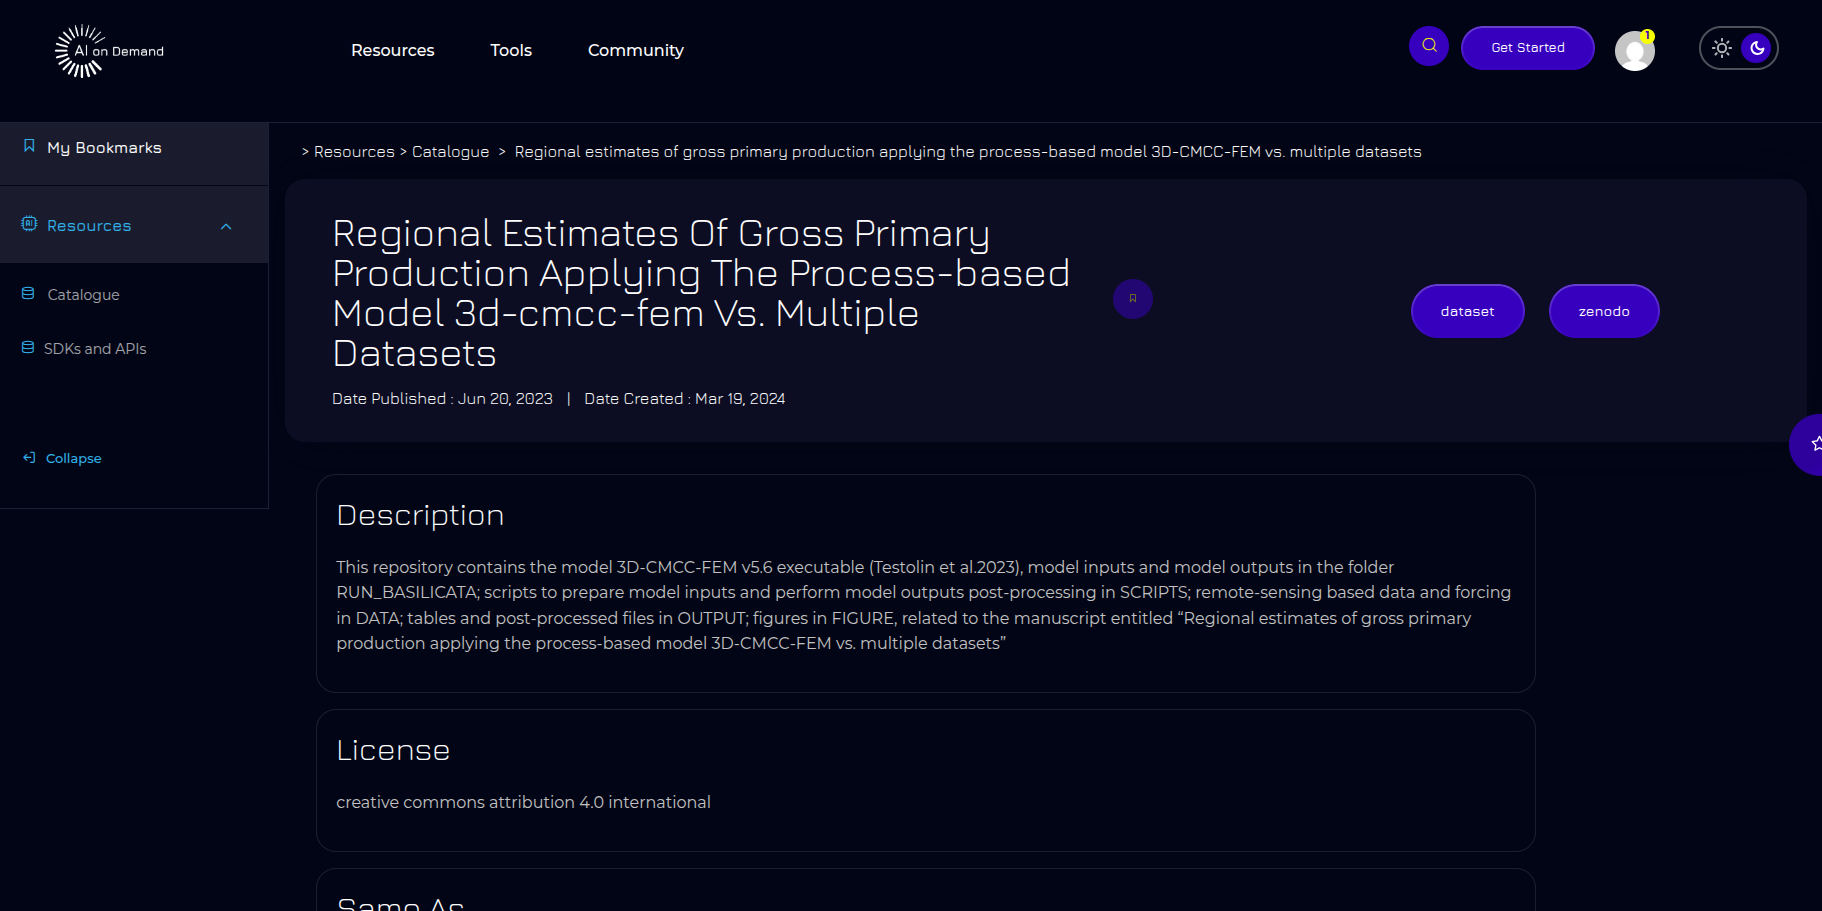 AI on Demand
Resources
Tools
Community
Get Started
1
My Bookmarks
> Resources > Catalogue > Regional estimates of gross primary production applying the process-based model 3D-CMCC-FEM vs. multiple datasets
AI Resources
Catalogue
SDKs and APIs
Collapse
Regional Estimates Of Gross Primary
Production Applying The Process-based
Model 3d-cmcc-fem Vs. Multiple
Datasets
dataset
zenodo
Date Published : Jun 20, 2023 | Date Created : Mar 19, 2024
Description
This repository contains the model 3D-CMCC-FEM v5.6 executable (Testolin et al.2023), model inputs and model outputs in the folder
RUN_BASILICATA; scripts to prepare model inputs and perform model outputs post-processing in SCRIPTS; remote-sensing based data and forcing
in DATA; tables and post-processed files in OUTPUT; figures in FIGURE, related to the manuscript entitled “Regional estimates of gross primary
production applying the process-based model 3D-CMCC-FEM vs. multiple datasets”
License
creative commons attribution 4.0 international
Same As